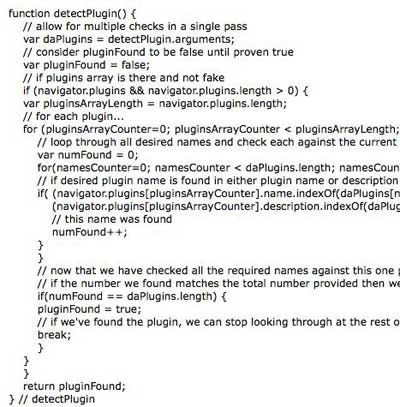 function detectPlugin() {
// allow for multiple checks in a single pass
var daPlugins = detectPlugin.arguments;
// consider pluginFound to be false until proven true
var pluginFound = false;
// if plugins array is there and not fake
if (navigator.plugins && navigator.plugins.length > 0) {
var pluginsArrayLength = navigator.plugins.length;
// for each plugin...
for (pluginsArrayCounter=0; pluginsArrayCounter < pluginsArrayLength;
// loop through all desired names and check each against the current
var numFound = 0;
for(namesCounter=0; namesCounter < daPlugins.length; namesCoun
// if desired plugin name is found in either plugin name or description
if( (navigator.plugins[pluginsArrayCounter].name.indexOf(daPlugins[n
(navigator.plugins[pluginsArrayCounter].description.indexOf(daPlug
// this name was found
numFound++;
}
}
// now that we have checked all the required names against this one p
// if the number we found matches the total number provided then we
if(numFound == daPlugins.length) {
pluginFound = true;
// if we've found the plugin, we can stop looking through at the rest o
break;
}
}
}
return pluginFound;
} // detectPlugin